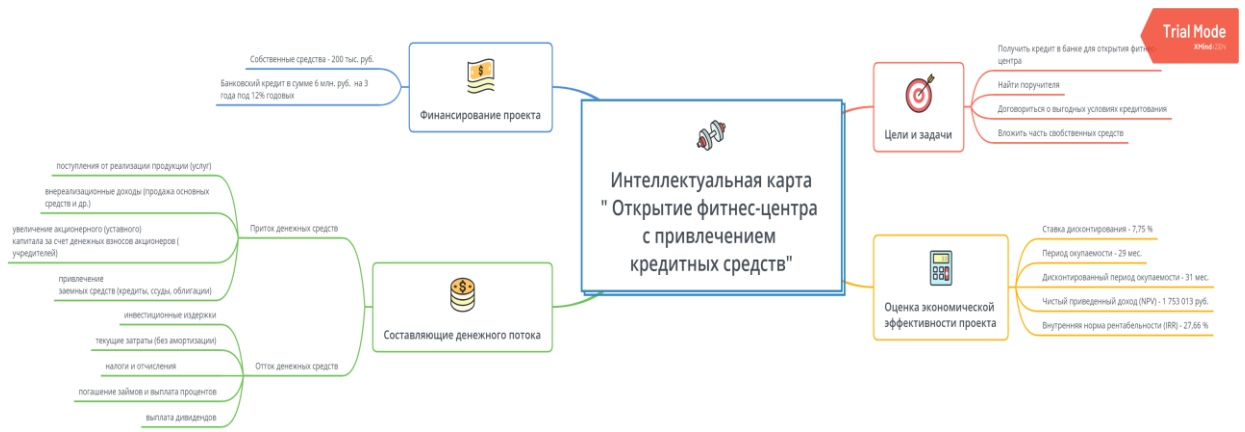 Trial Mode
XMind:ZEN
Интеллектуальная карта
" Открытие фитнес-центра
с привлечением
кредитных средств"
Финансирование проекта
Собственные средства - 200 тыс. руб.
Банковский кредит в сумме 6 млн. руб. на 3
года под 12% годовых
Составляющие денежного потока
Приток денежных средств
поступления от реализации продукции (услуг)
внереализационные доходы (продажа основных
средств и др.)
увеличение акционерного (уставного)
капитала за счет денежных взносов акционеров (
учредителей)
привлечение
заемных средств (кредиты, ссуды, облигации)
Отток денежных средств
инвестиционные издержки
текущие затраты (без амортизации)
налоги и отчисления
погашение займов и выплата процентов
выплата дивидендов
Цели и задачи
Получить кредит в банке для открытия фитнес-
центра
Найти поручителя
Договориться о выгодных условиях кредитования
Вложить часть свобственных средств
Оценка экономической
эффективности проекта
Ставка дисконтирования - 7,75 %
Период окупаемости - 29 мес.
Дисконтированный период окупаемости - 31 мес.
Чистый приведенный доход (NPV) - 1 753 013 руб.
Внутренняя норма рентабельности (IRR) - 27,66 %